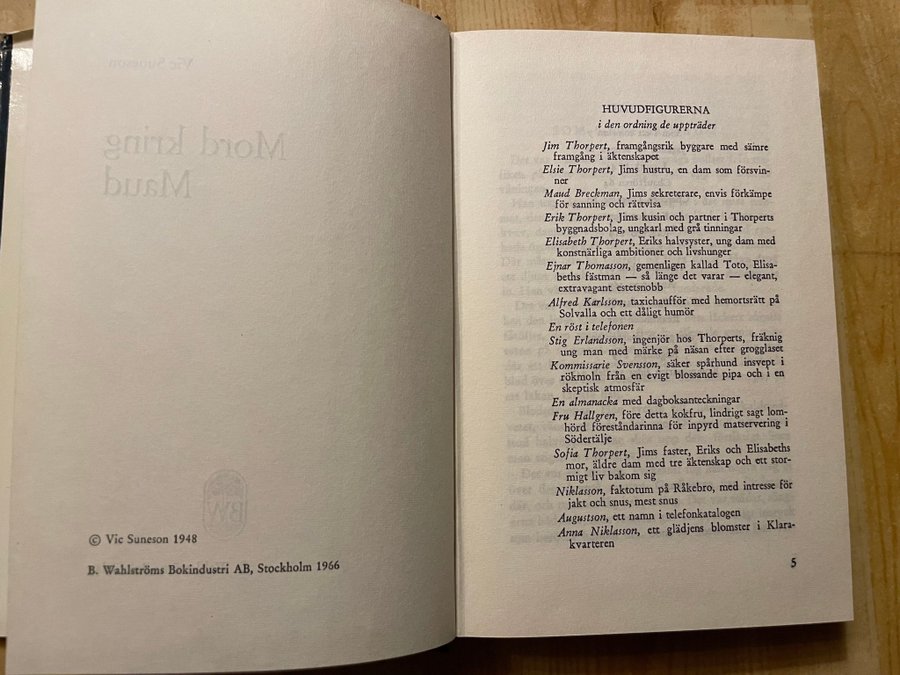 Vic Suneson
Mord kring
Maud
BW
© Vic Suneson 1948
B. Wahlströms Bokindustri AB, Stockholm 1966
HUVUDFIGURERNA
i den ordning de uppträder
Jim Thorpert, framgångsrik byggare med sämre
framgång i äktenskapet
Elsie Thorpert, Jims hustru, en dam som försvin-
ner
Maud Breckman, Jims sekreterare, envis förkämpe
för sanning och rättvisa
Erik Thorpert, Jims kusin och partner i Thorperts
byggnadsbolag, ungkarl med grå tinningar
Elisabeth Thorpert, Eriks halvsyster, ung dam med
konstnärliga ambitioner och livshunger
Ejnar Thomasson, gemenligen kallad Toto, Elisa-
beths fästman — så länge det varar — elegant,
extravagant estetsnobb
Alfred Karlsson, taxichaufför med hemortsrätt på
Solvalla och ett dåligt humör
En röst i telefonen
Stig Erlandsson, ingenjör hos Thorperts, fräknig
ung man med märke på näsan efter grogglaset
Kommissarie Svensson, säker spårhund insvept i
rökmoln från en evigt blossande pipa och i en
skeptisk atmosfär
En almanacka med dagboksanteckningar
Fru Hallgren, före detta kokfru, lindrigt sagt lom-
hörd föreståndarinna för inpyrd matservering i
Södertälje
Sofia Thorpert, Jims faster, Eriks och Elisabeths
mor, äldre dam med tre äktenskap och ett stor-
migt liv bakom sig
Niklasson, faktotum på Råkebro, med intresse för
jakt och snus, mest snus
Augustson, ett namn i telefonkatalogen
Anna Niklasson, ett glädjens blomster i Klara-
kvarteren
5